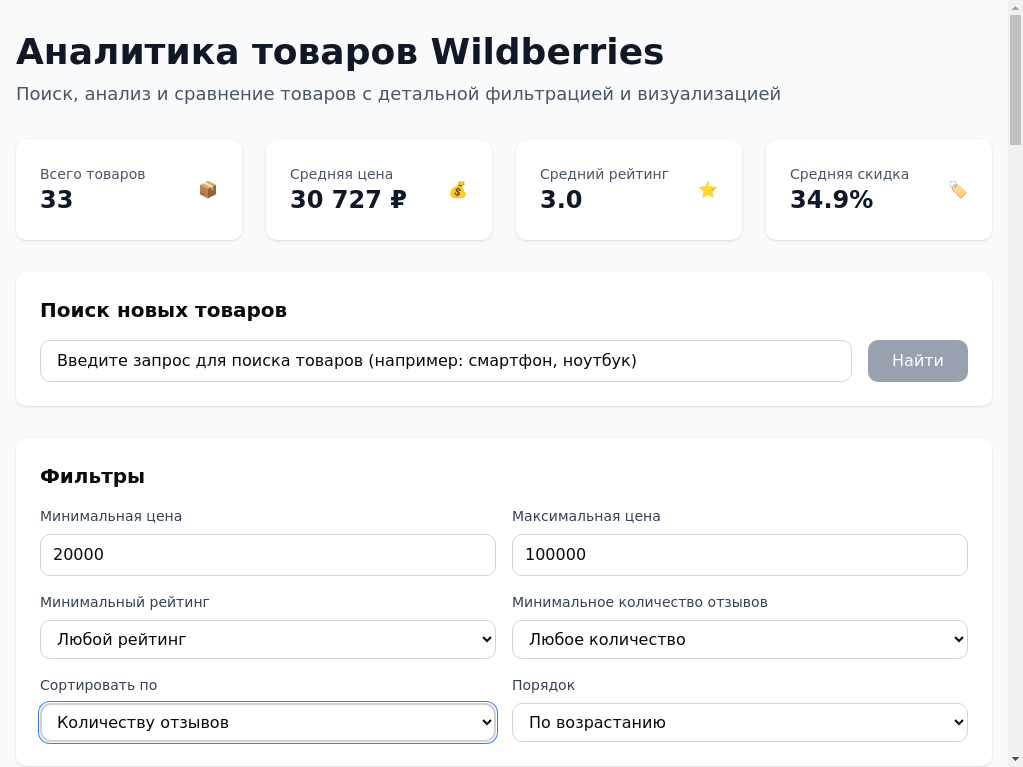 Аналитика товаров Wildberries
Поиск, анализ и сравнение товаров с детальной фильтрацией и визуализацией
Всего товаров
33
Средняя цена
30 727 ₽
Средний рейтинг
3.0
Средняя скидка
34.9%
Поиск новых товаров
Введите запрос для поиска товаров (например: смартфон, ноутбук)
Найти
Фильтры
Минимальная цена
Максимальная цена
20000
100000
Минимальный рейтинг
Минимальное количество отзывов
Любой рейтинг
Любое количество
Сортировать по
Порядок
Количеству отзывов
По возрастанию